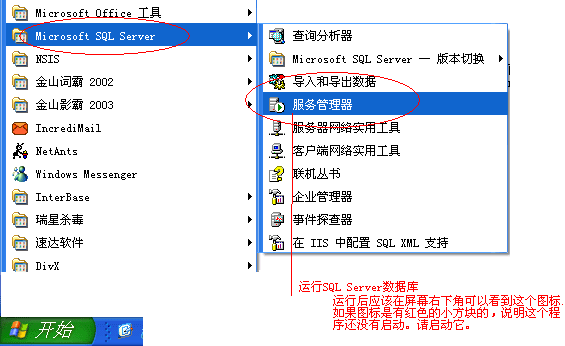 Microsoft Office 工具
Microsoft SQL Server
NSIS
金山词霸 2002
金山影霸 2003
IncrediMail
NetAnts
Windows Messenger
InterBase
瑞星杀毒
速达软件
DivX
查询分析器
Microsoft SQL Server — 版本切换
导入和导出数据
服务管理器
服务器网络实用工具
客户端网络实用工具
联机丛书
企业管理器
事件探查器
在 IIS 中配置 SQL XML 支持
运行SQL Server数据库
运行后应该在屏幕右下角可以看到这个图标.
如果图标是有红色的小方块的，说明这个程
序还没有启动。请启动它。
开始